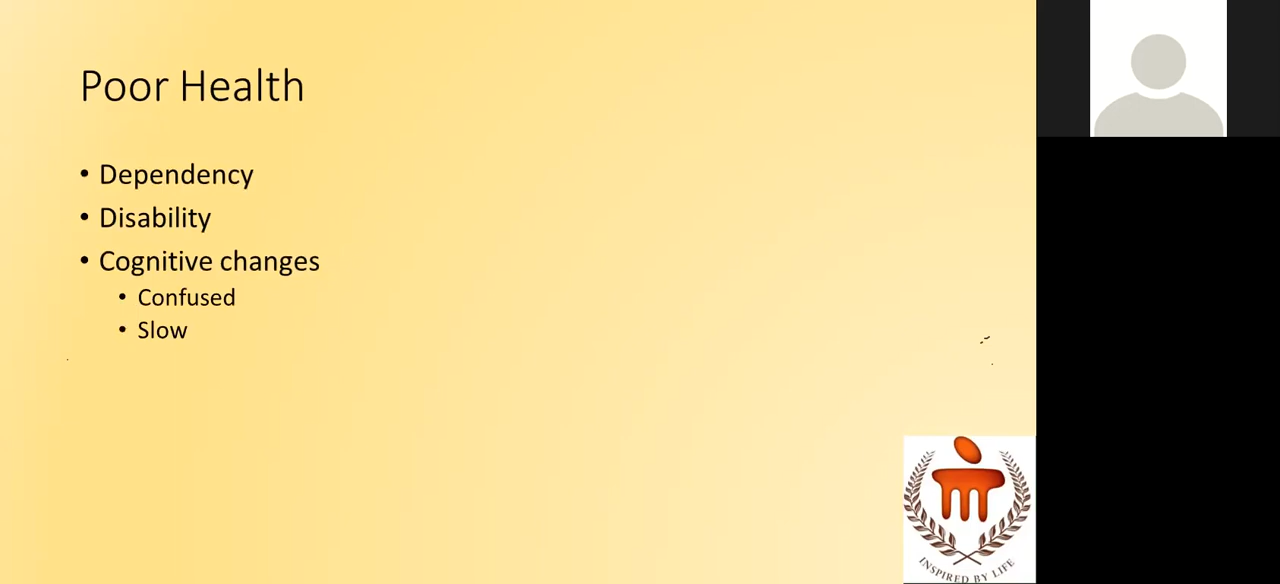 Poor Health
• Dependency
• Disability
• Cognitive changes
• Confused
• Slow
INSPIRED BY LIFE